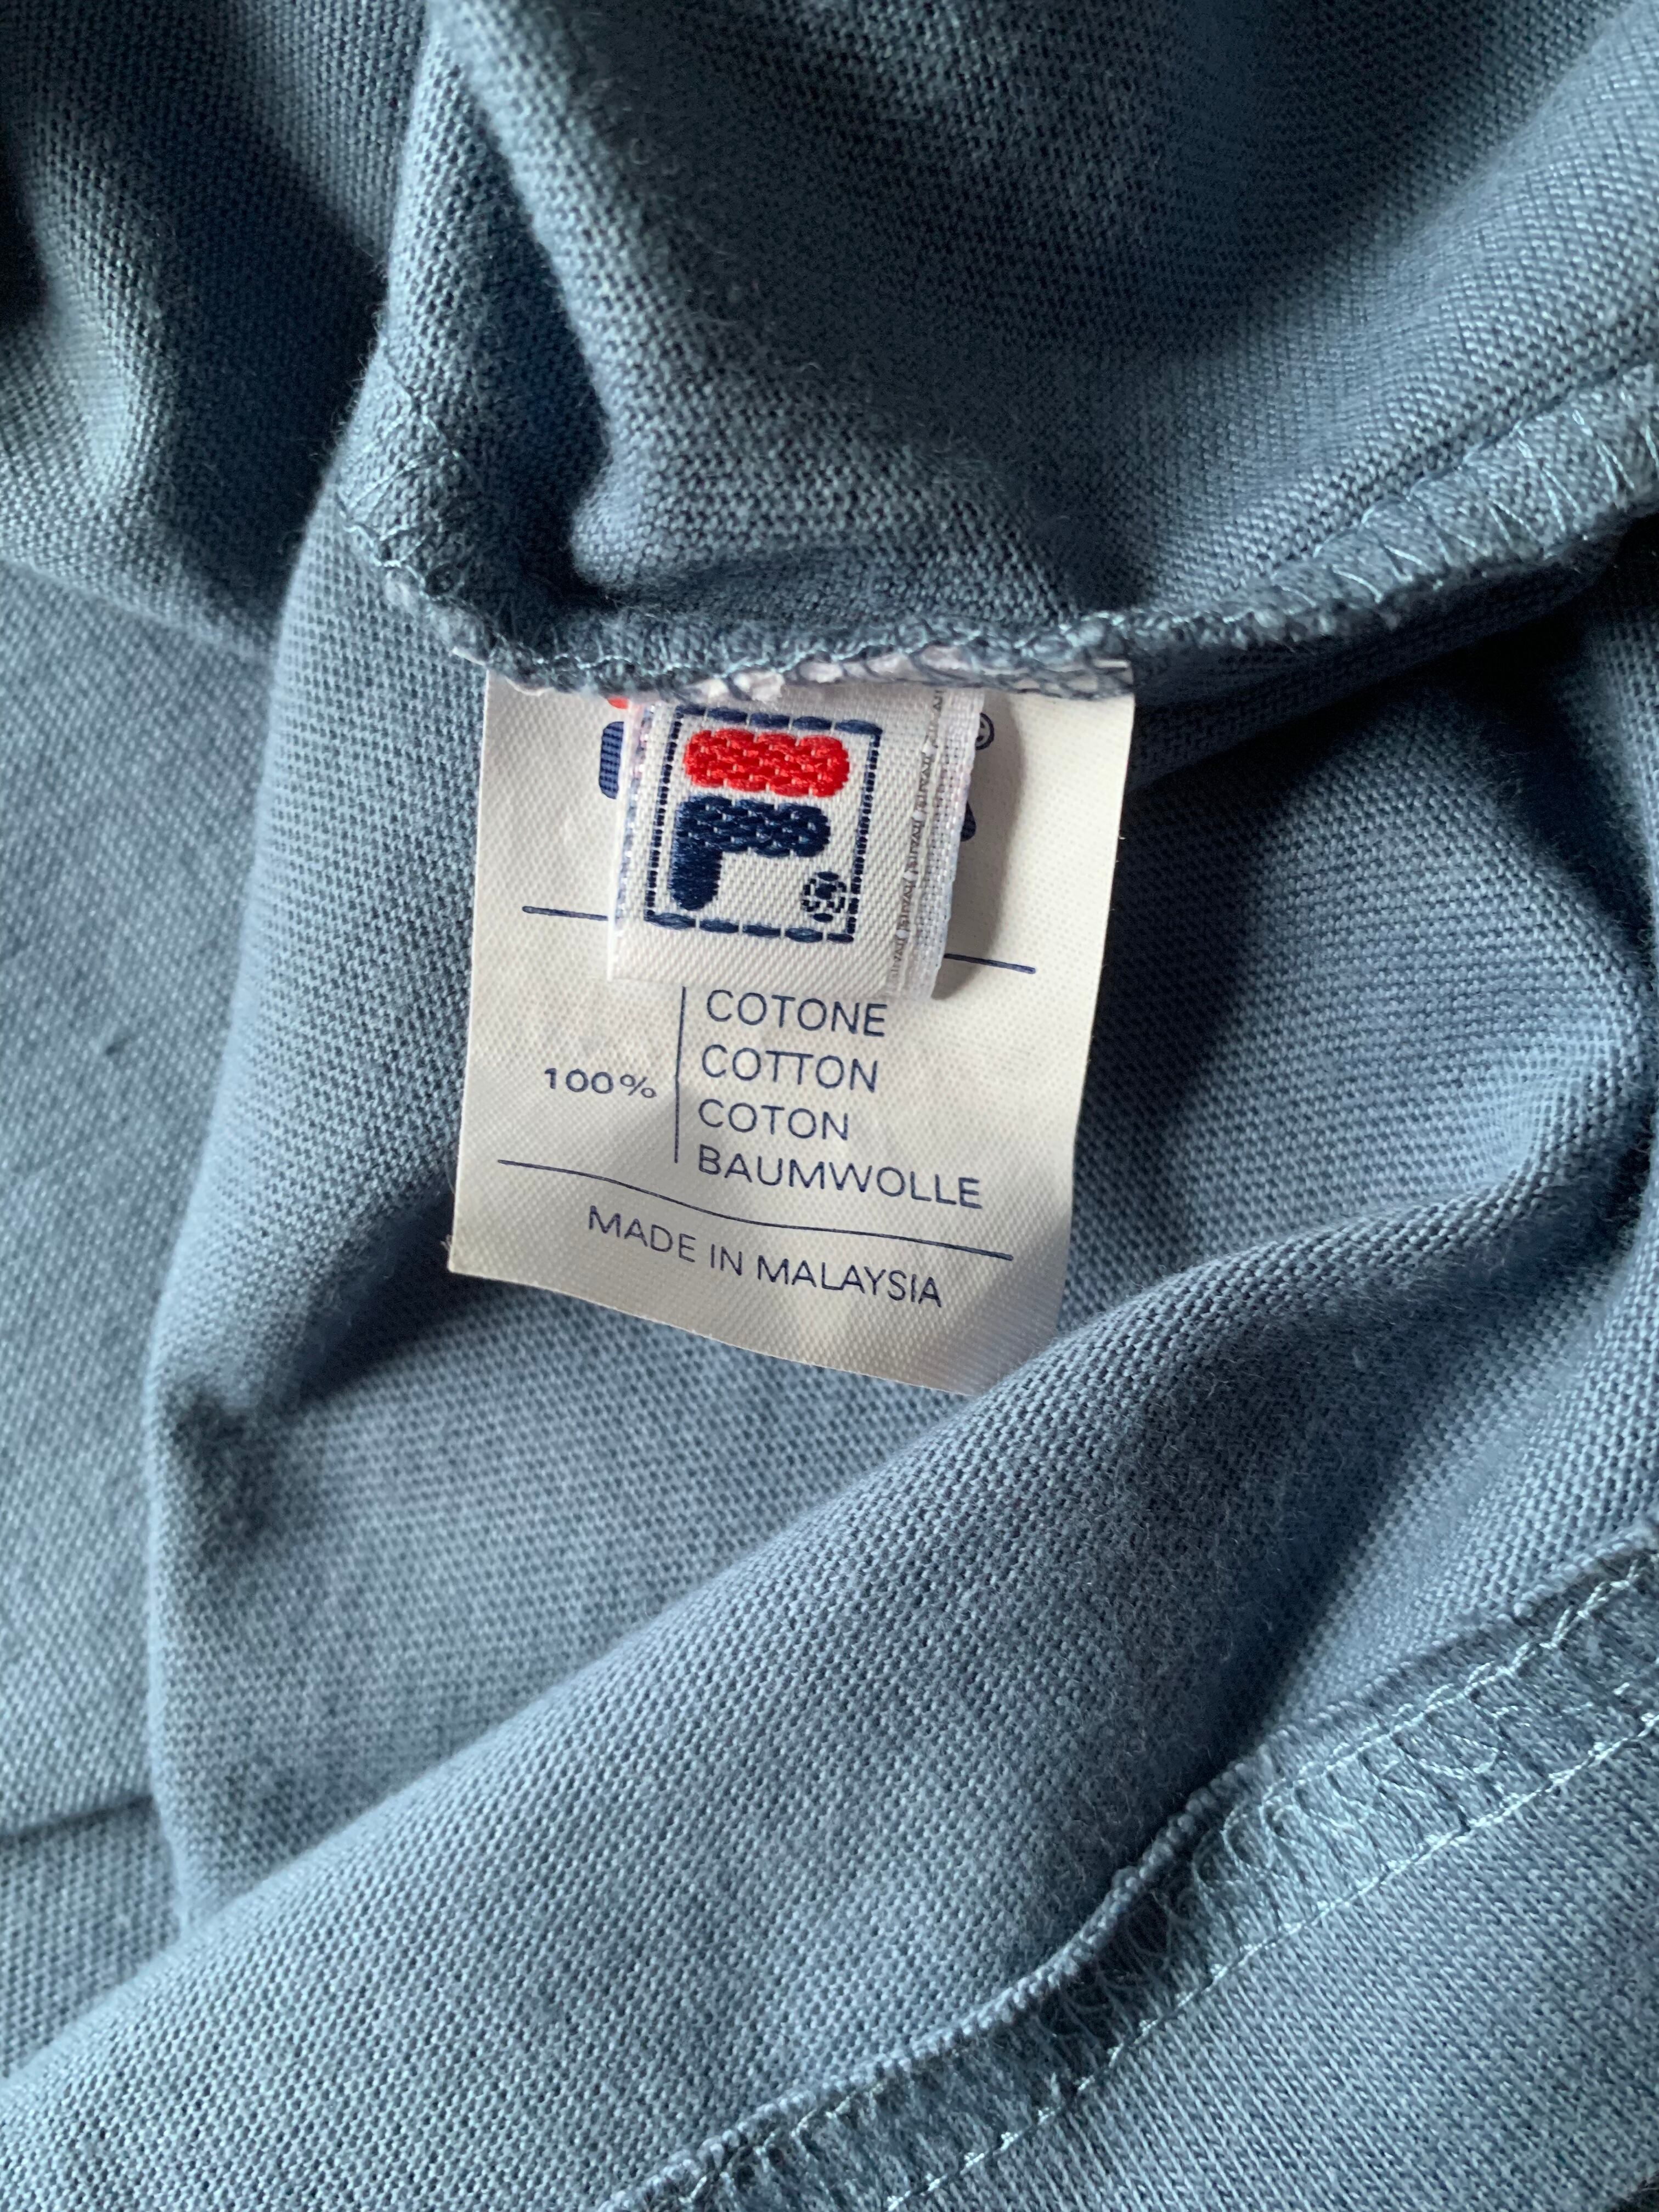 F
®
100%
COTONE
COTTON
COTON
BAUMWOLLE
MADE IN MALAYSIA